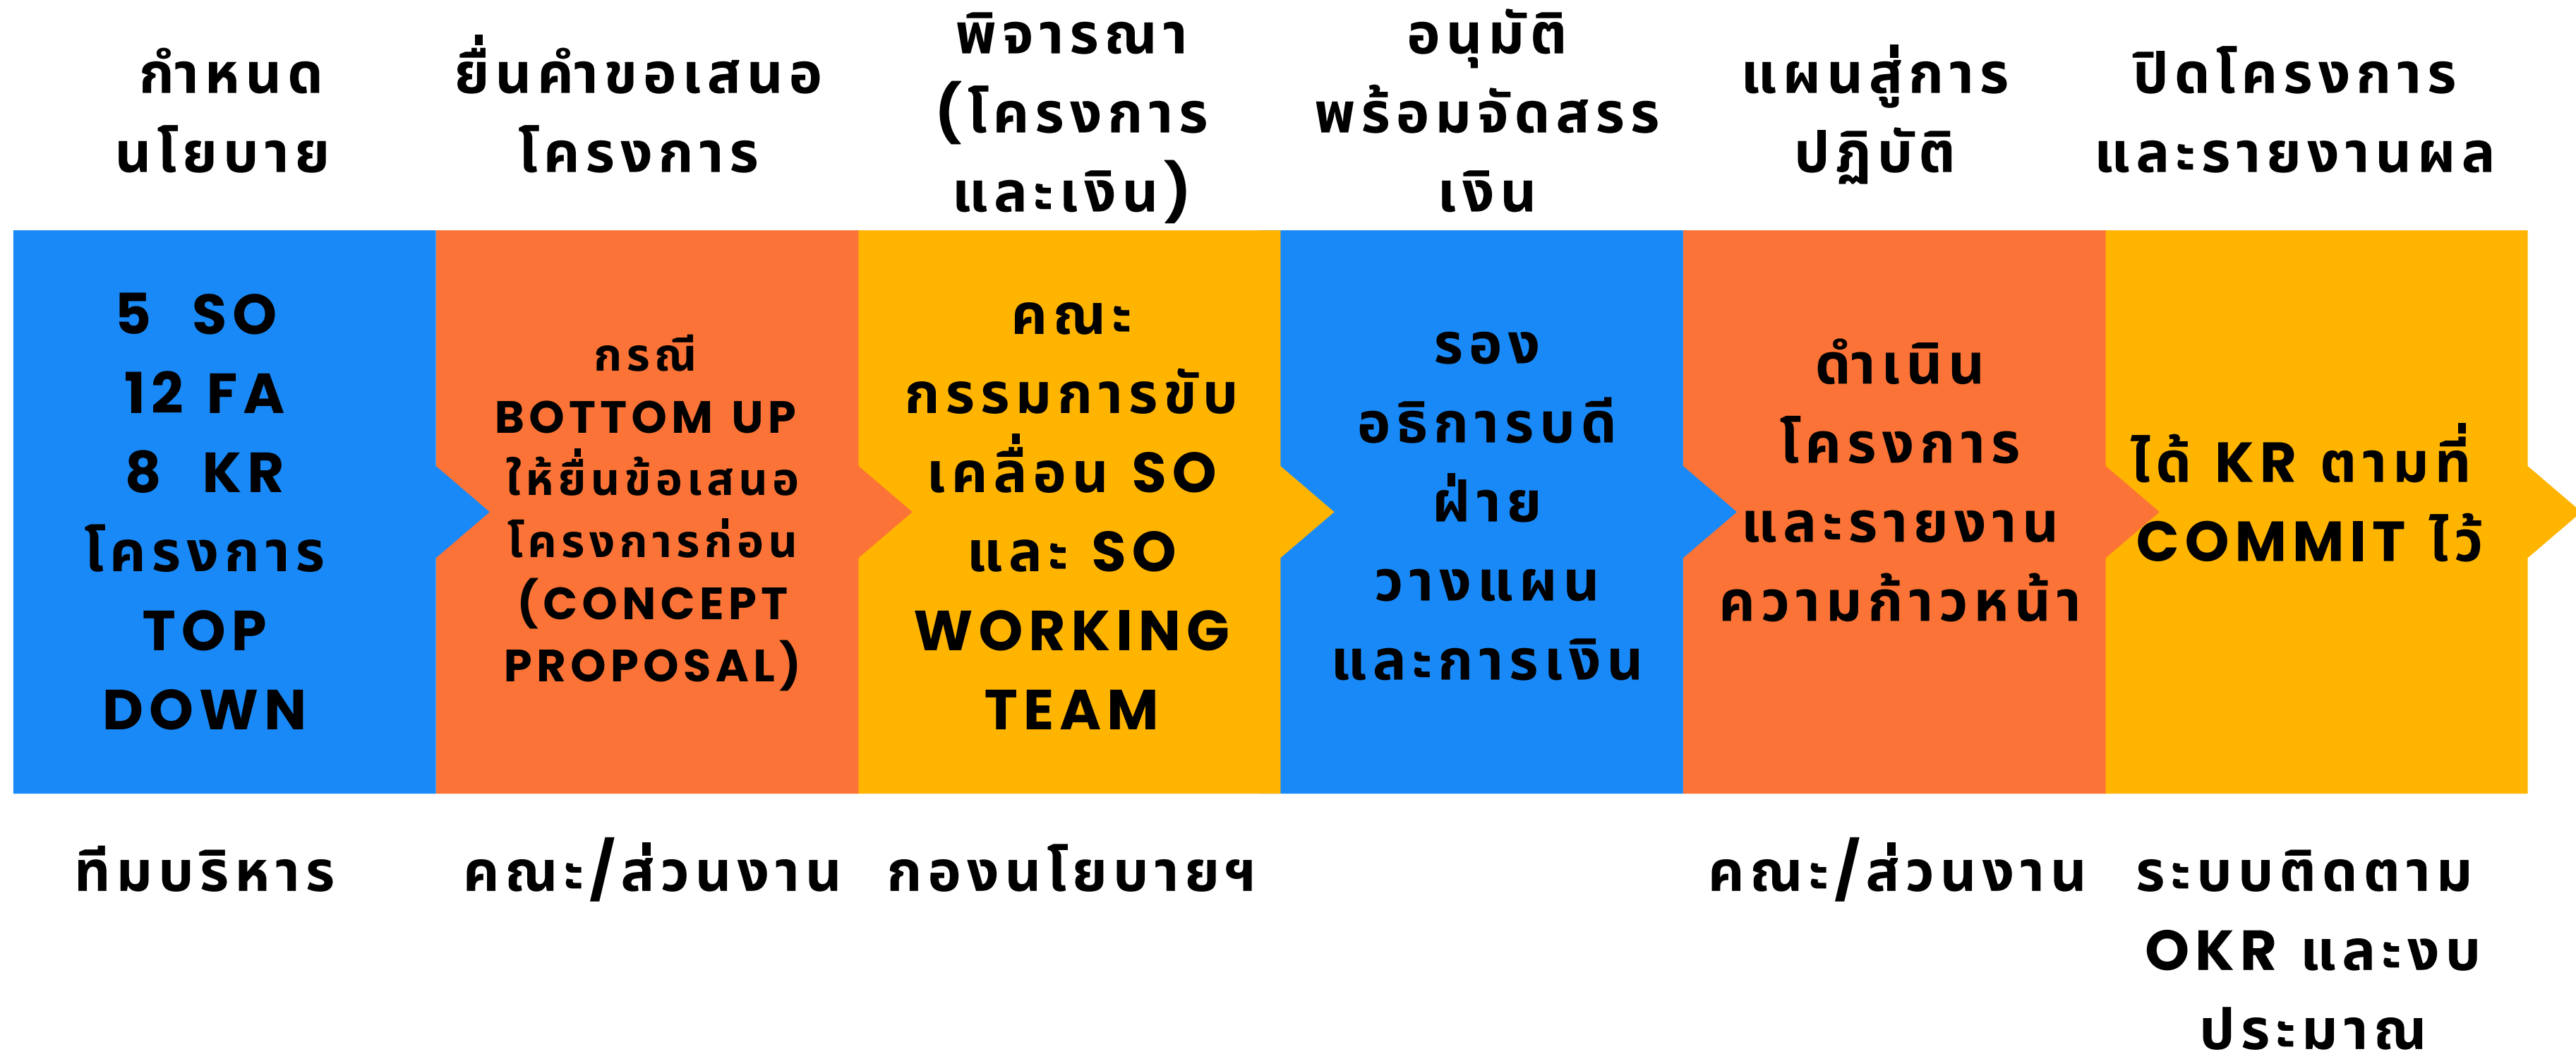 กำหนด
นโยบาย
ยื่นคำขอเสนอ
โครงการ
พิจารณา
(โครงการ
และเงิน)
อนุมัติ
พร้อมจัดสรร
เงิน
แผนสู่การ
ปฏิบัติ
ปิดโครงการ
และรายงานผล
5 SO
12 FA
8 KR
โครงการ
TOP
DOWN
กรณี
BOTTOM UP
ให้ยื่นข้อเสนอ
โครงการก่อน
(CONCEPT
PROPOSAL)
คณะ
กรรมการขับ
เคลื่อน SO
และ SO
WORKING
TEAM
รอง
อธิการบดี
ฝ่าย
วางแผน
และการเงิน
ดำเนิน
โครงการ
และรายงาน
ความก้าวหน้า
ได้ KR ตามที่
COMMIT ไว้
ทีมบริหาร
คณะ/ส่วนงาน
กองนโยบายฯ
คณะ/ส่วนงาน
ระบบติดตาม
OKR และงบ
ประมาณ